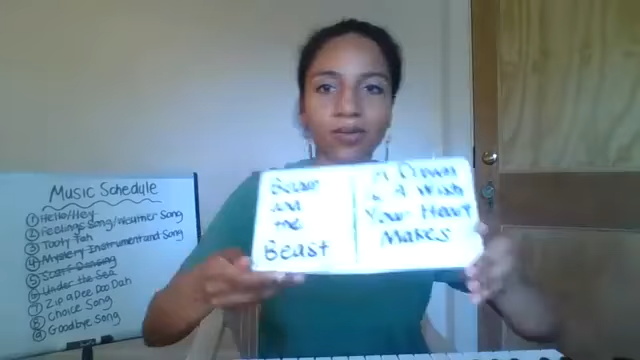 Music Schedule
① Hello/Hey
② Feelings Song/Weather Song
③ Tooty Tah
④ Mystery Instrument and Song
⑤ Scarf Dancing
⑥ Under the Sea
⑦ Zip a Dee Doo Dah
⑧ Choice Song
⑨ Goodbye Song
and
the
Beast
A Dream
is A Wish
Your Heart
Makes